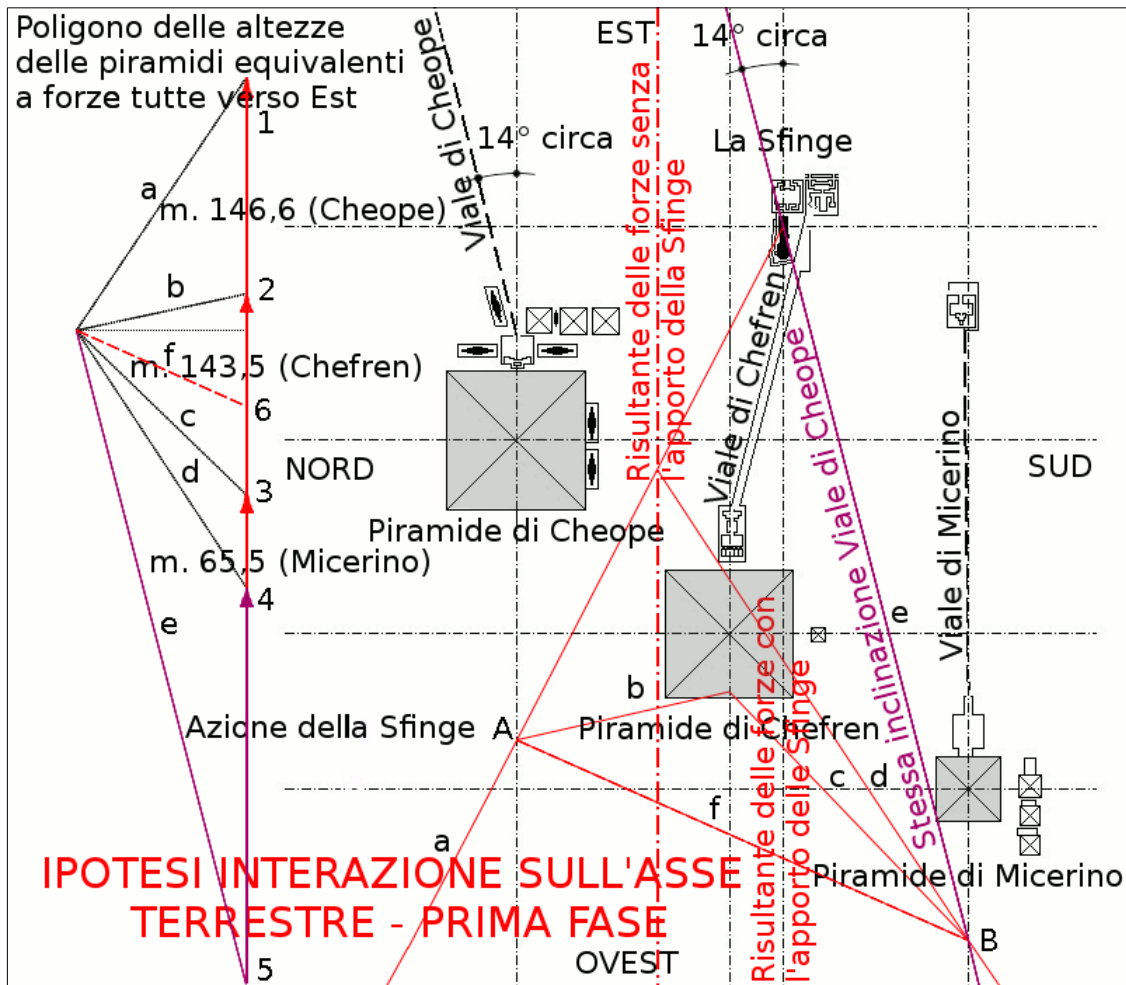 Poligono delle altezze
delle piramidi equivalenti
a forze tutte verso Est
1
a
m. 146,6 (Cheope)
b
2
f
m. 143,5 (Chefren)
6
c
d
3
m. 65,5 (Micerino)
4
e
5
Viale di Cheope
14° circa
EST
14° circa
La Sfinge
Risultante delle forze senza
l'apporto della Sfinge
Viale di Chefren
Stessa inclinazione Viale di Cheope
Viale di Micerino
NORD
SUD
Piramide di Cheope
e
b
Azione della Sfinge
A
Piramide di Chefren
c
d
f
a
Risultante delle forze con
l'apporto delle Sfinge
Piramide di Micerino
B
IPOTESI INTERAZIONE SULL'ASSE
TERRESTRE - PRIMA FASE
OVEST